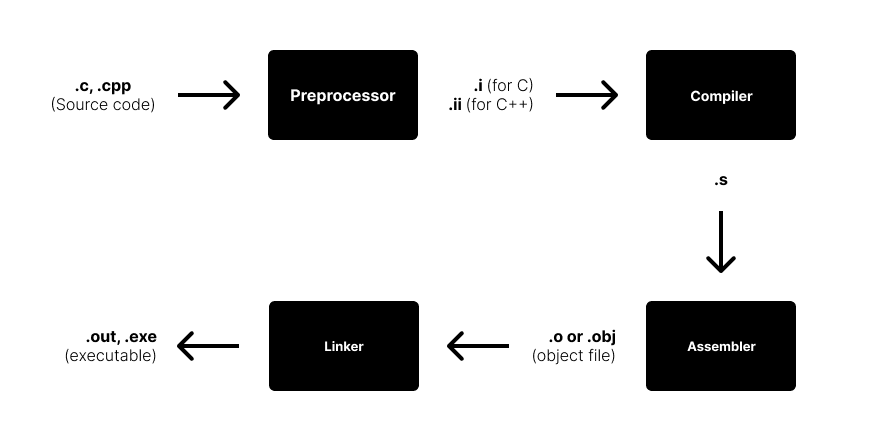 .c, .cpp
(Source code)
Preprocessor
.i (for C)
.ii (for C++)
Compiler
.s
Assembler
.o or .obj
(object file)
Linker
.out, .exe
(executable)